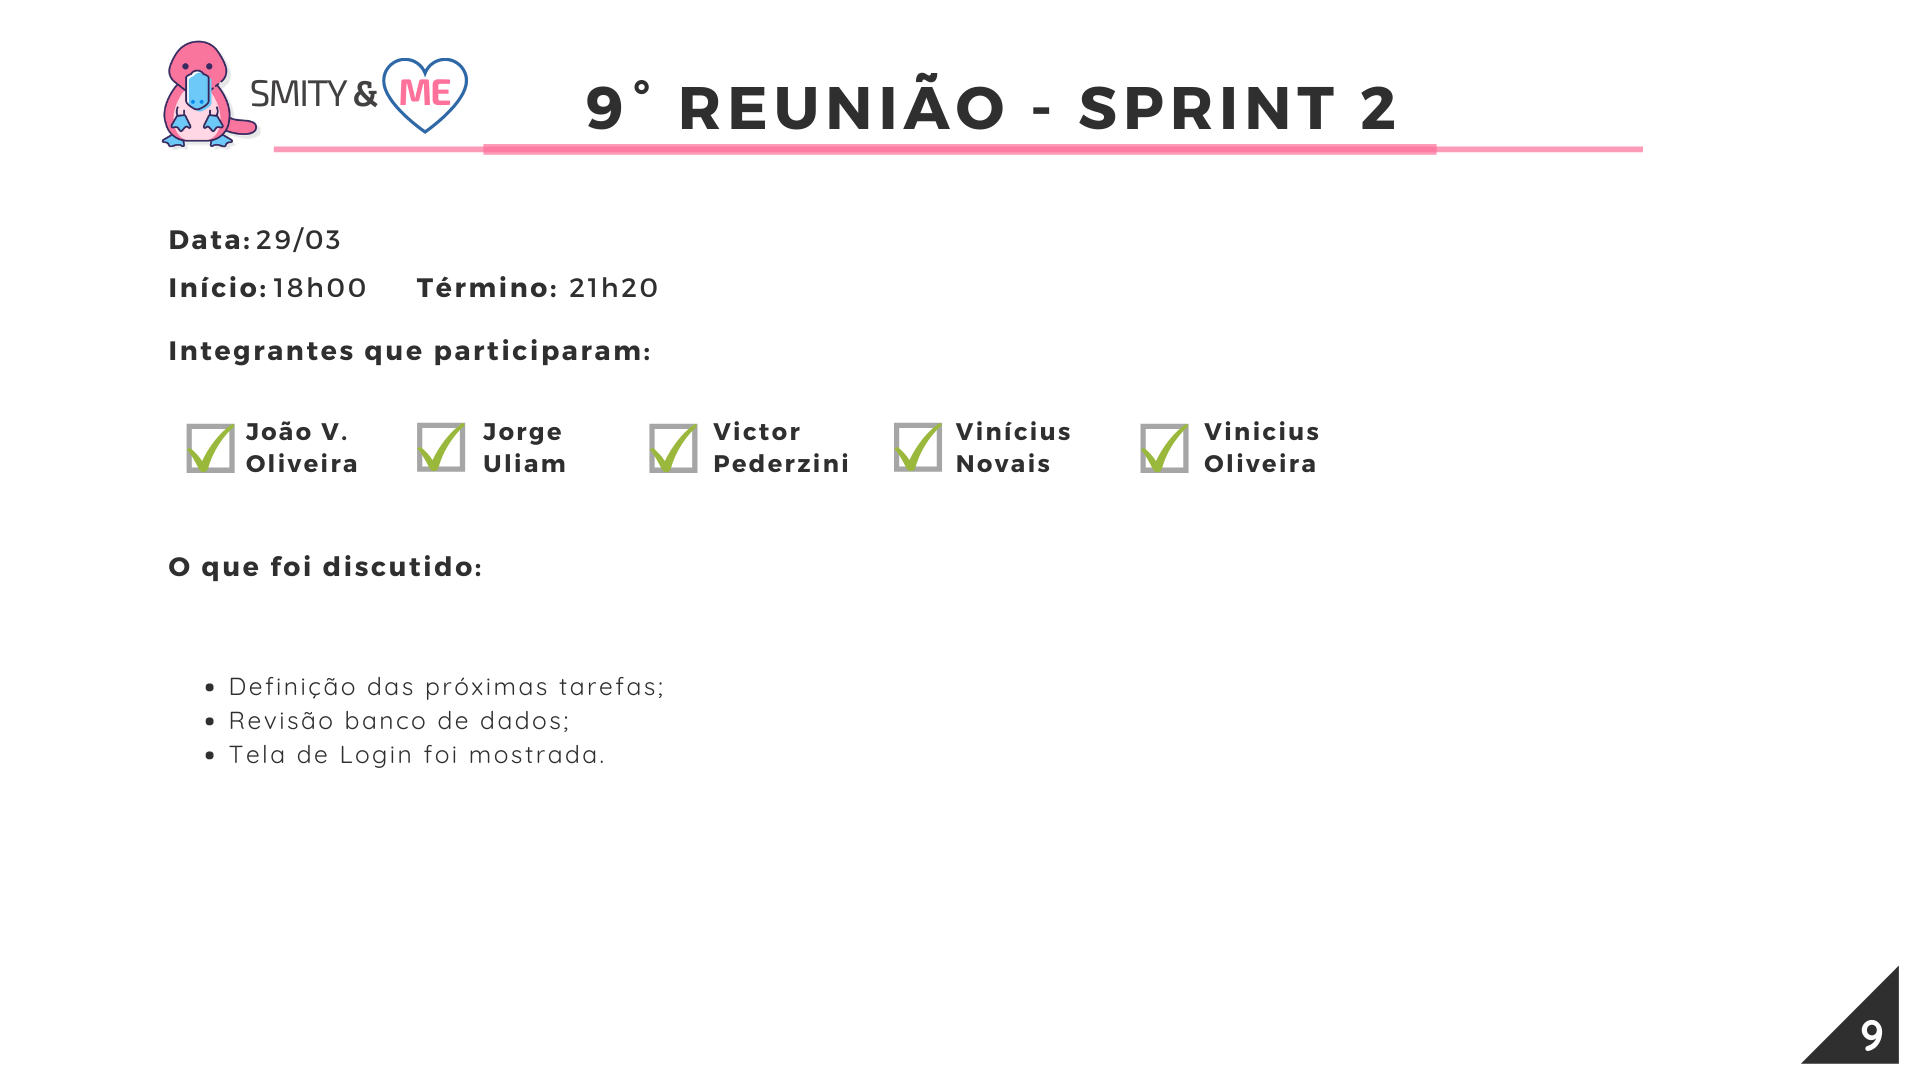 SMITY & ME
9° REUNIÃO - SPRINT 2
Data: 29/03
Início: 18h00 Término: 21h20
Integrantes que participaram:
João V. Oliveira
Jorge Uliam
Victor Pederzini
Vinícius Novais
Vinicius Oliveira
O que foi discutido:
• Definição das próximas tarefas;
• Revisão banco de dados;
• Tela de Login foi mostrada.
9